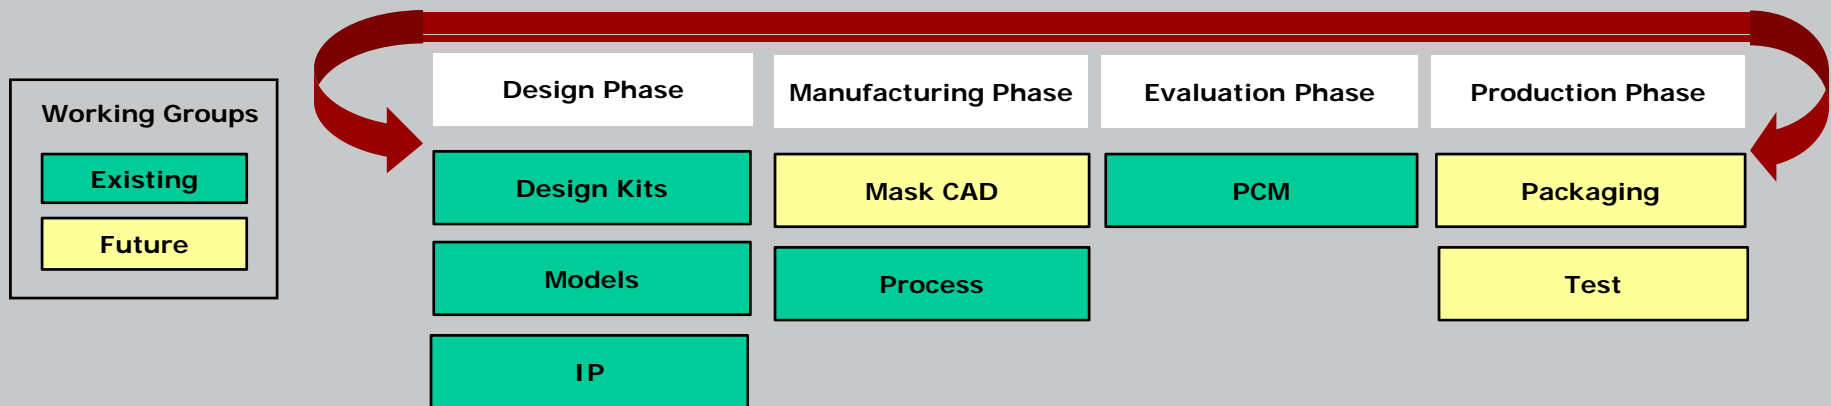 Working Groups
Existing
Future
Design Phase
Manufacturing Phase
Evaluation Phase
Production Phase
Design Kits
Mask CAD
PCM
Packaging
Models
Process
Test
IP